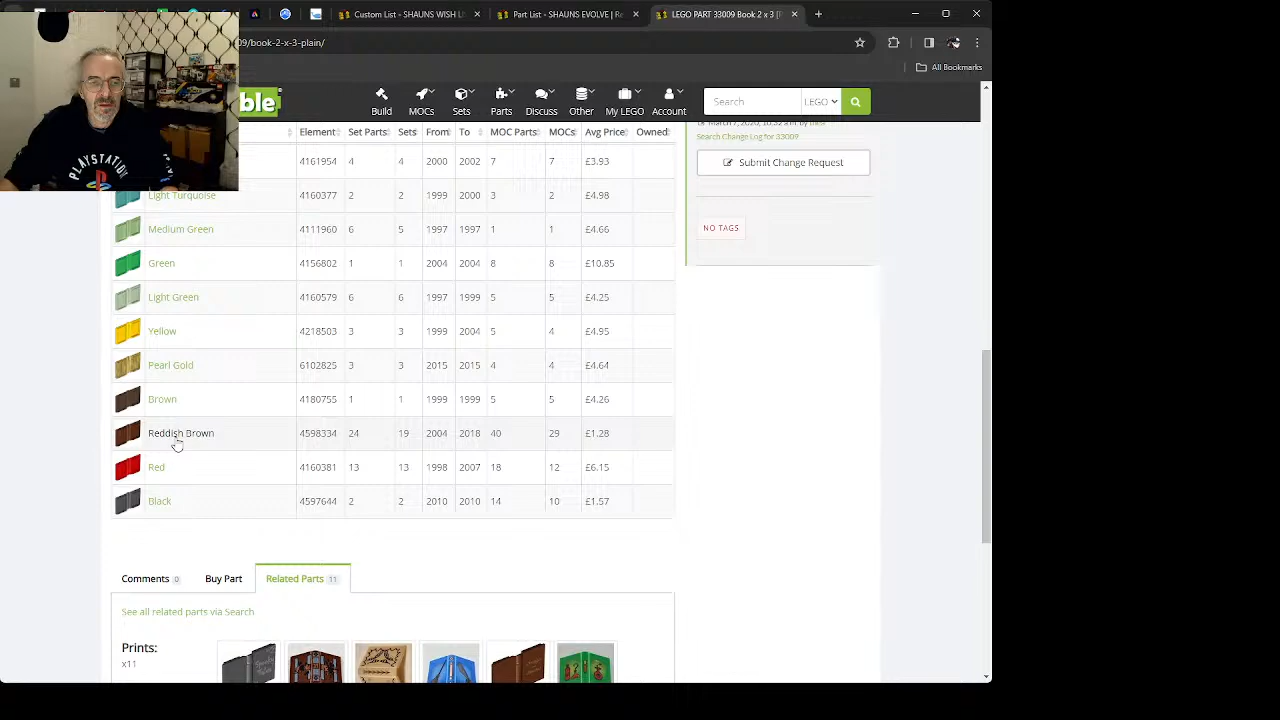 Custom List - SHAUNS WISH L
Part List - SHAUNS EVOLVE | Re
LEGO PART 33009 Book 2 x 3 [P
09/book-2-x-3-plain/
All Bookmarks
ble
Build MOCs Sets Parts Discuss Other My LEGO Account
Search LEGO
Element Set Parts Sets From To MOC Parts MOCs Avg Price Owned
4161954 4 4 2000 2002 7 7 £3.93
Light Turquoise 4160377 2 2 1999 2000 3 2 £4.98
Medium Green 4111960 6 5 1997 1997 1 1 £4.66
Green 4156802 1 1 2004 2004 8 8 £10.85
Light Green 4160579 6 6 1997 1999 5 5 £4.25
Yellow 4218503 3 3 1999 2004 5 4 £4.95
Pearl Gold 6102825 3 3 2015 2015 4 4 £4.64
Brown 4180755 1 1 1999 1999 5 5 £4.26
Reddish Brown 4598334 24 19 2004 2018 40 29 £1.28
Red 4160381 13 13 1998 2007 18 12 £6.15
Black 4597644 2 2 2010 2010 14 10 £1.57
Search Change Log for 33009
Submit Change Request
NO TAGS
Comments 0 Buy Part Related Parts 11
See all related parts via Search
Prints:
x11
PLAYSTATION